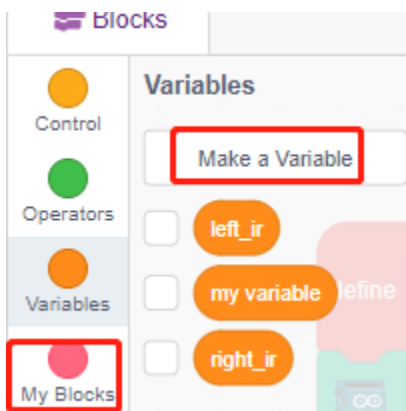 Blocks
Variables
Control
Make a Variable
Operators
left_ir
my variable
define
Variables
right_ir
My Blocks